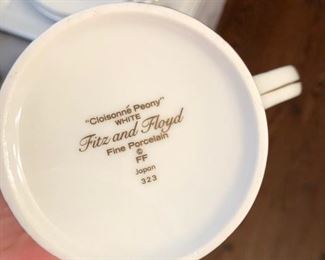 "Cloisonné Peony"
WHITE
Fitz and Floyd
Fine Porcelain
©
FF
Japan
323